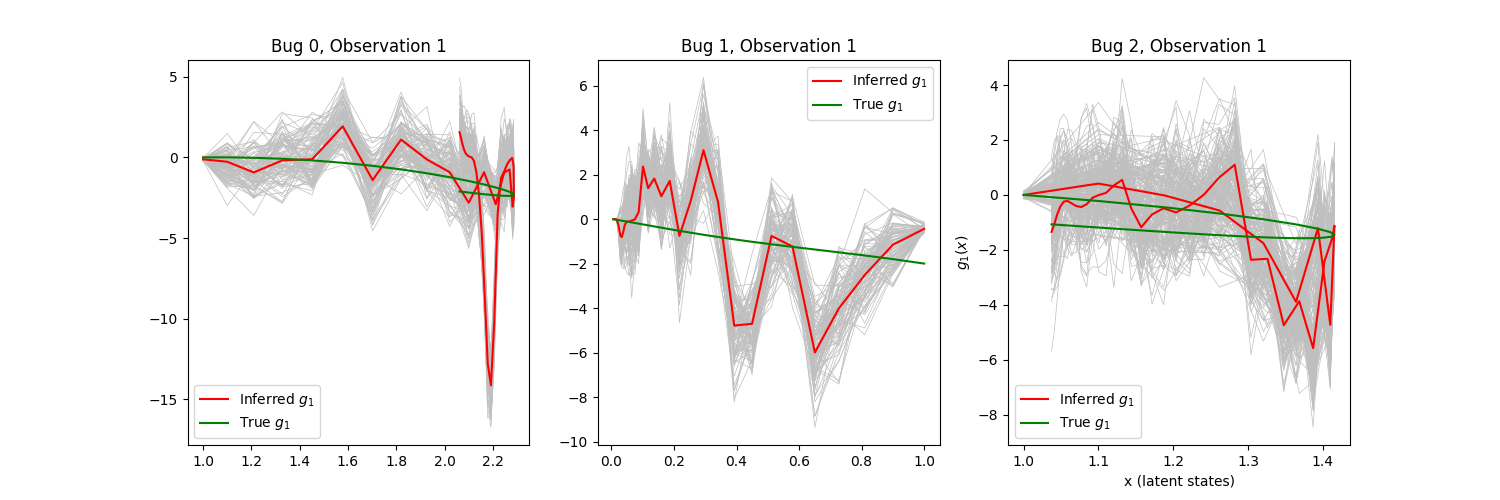 Bug 0, Observation 1
5
0
−5
−10
−15
1.0 1.2 1.4 1.6 1.8 2.0 2.2
Inferred g₁
True g₁
Bug 1, Observation 1
6
4
2
0
−2
−4
−6
−8
−10
0.0 0.2 0.4 0.6 0.8 1.0
Inferred g₁
True g₁
Bug 2, Observation 1
g₁(x)
4
2
0
−2
−4
−6
−8
1.0 1.1 1.2 1.3 1.4
x (latent states)
Inferred g₁
True g₁